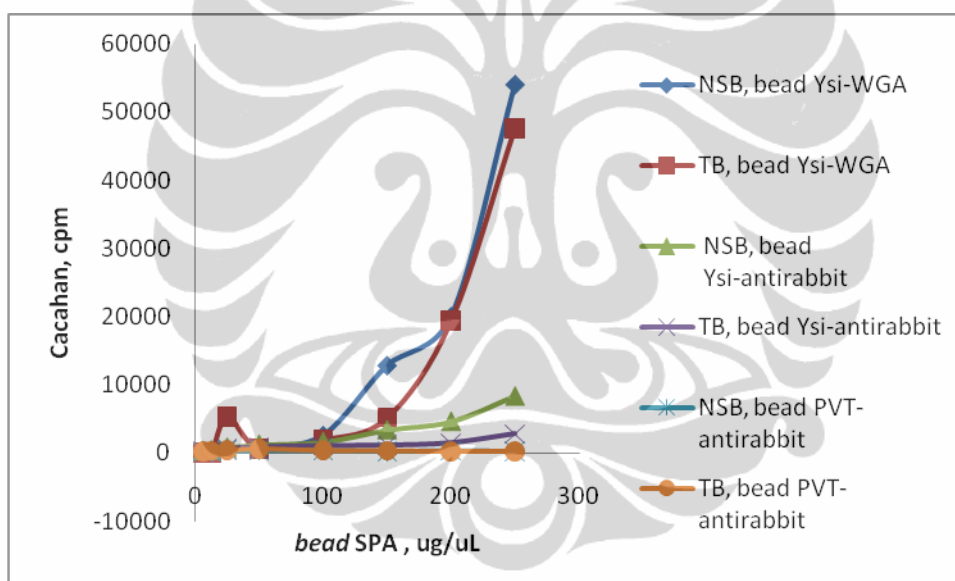 60000
50000
40000
30000
20000
10000
0
-10000
Cacahan, cpm
0
100
200
300
bead SPA , ug/uL
NSB, bead Ysi-WGA
TB, bead Ysi-WGA
NSB, bead
Ysi-antirabbit
TB, bead Ysi-antirabbit
NSB, bead PVT-
antirabbit
TB, bead PVT-
antirabbit